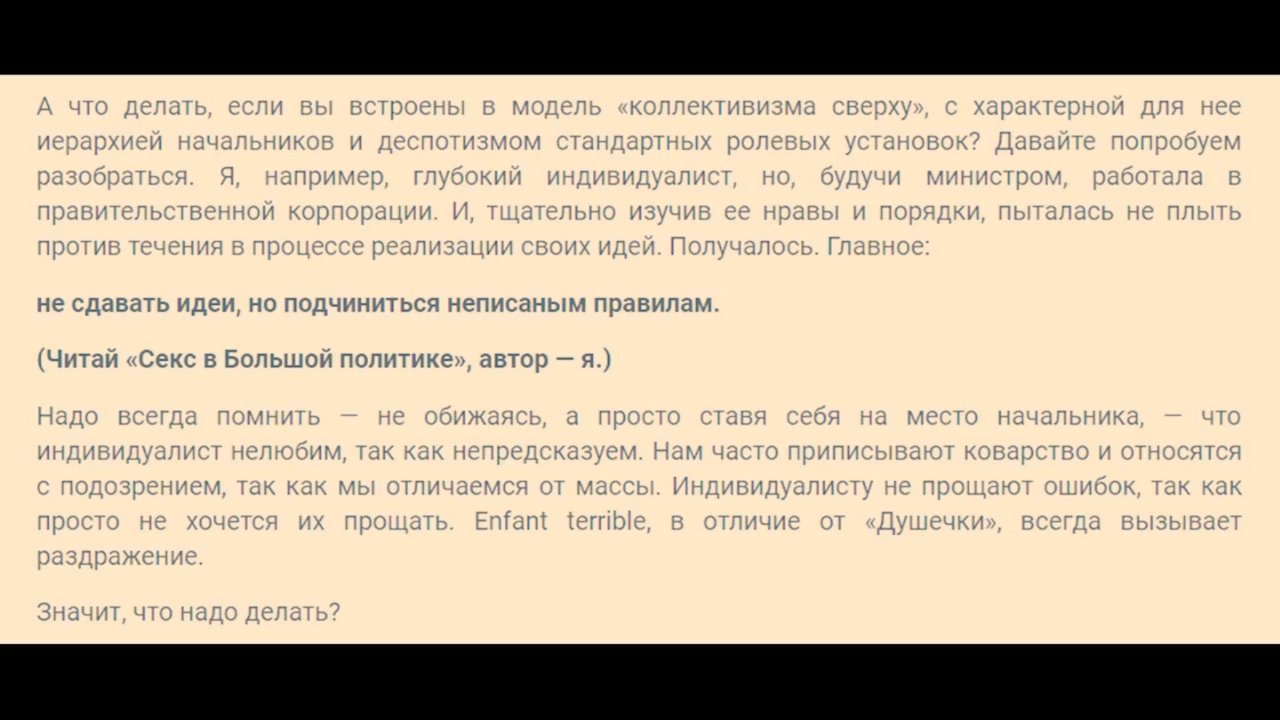 А что делать, если вы встроены в модель «коллективизма сверху», с характерной для нее
иерархией начальников и деспотизмом стандартных ролевых установок? Давайте попробуем
разобраться. Я, например, глубокий индивидуалист, но, будучи министром, работала в
правительственной корпорации. И, тщательно изучив ее нравы и порядки, пыталась не плыть
против течения в процессе реализации своих идей. Получалось. Главное:
не сдавать идеи, но подчиниться неписаным правилам.
(Читай «Секс в Большой политике», автор — я.)
Надо всегда помнить — не обижаясь, а просто ставя себя на место начальника, — что
индивидуалист нелюбим, так как непредсказуем. Нам часто приписывают коварство и относятся
с подозрением, так как мы отличаемся от массы. Индивидуалисту не прощают ошибок, так как
просто не хочется их прощать. Enfant terrible, в отличие от «Душечки», всегда вызывает
раздражение.
Значит, что надо делать?